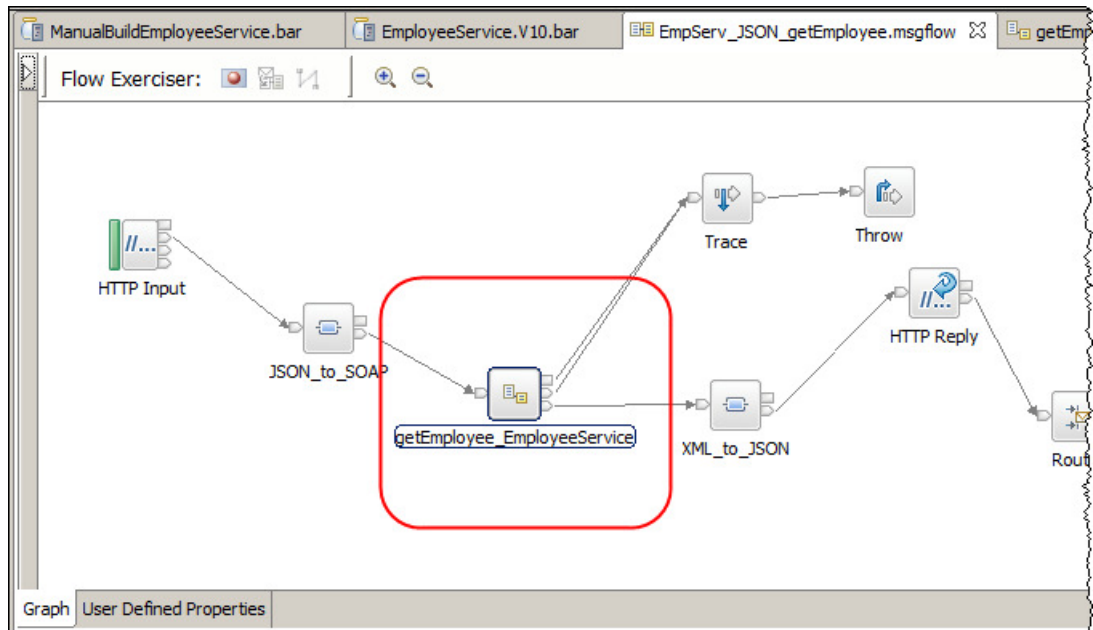 ManualBuildEmployeeService.bar
EmployeeService.V10.bar
EmpServ_JSON_getEmployee.msgflow
getEmp
Flow Exerciser:
Trace
Throw
//...
HTTP Input
//...
HTTP Reply
JSON_to_SOAP
getEmployee_EmployeeService
XML_to_JSON
Rout
Graph
User Defined Properties